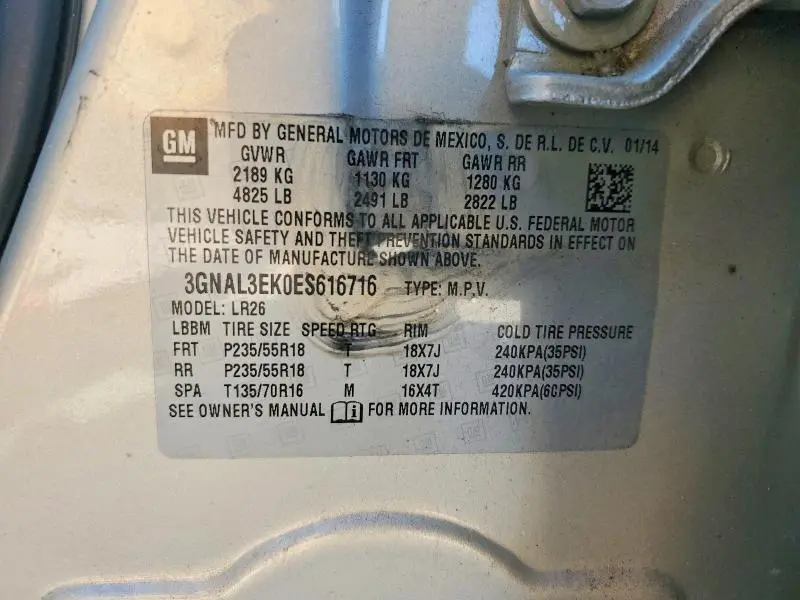 GM MFD BY GENERAL MOTORS DE MEXICO, S. DE R.L. DE C.V. 01/14
GVWR GAWR FRT GAWR RR
2189 KG 1130 KG 1280 KG
4825 LB 2491 LB 2822 LB
THIS VEHICLE CONFORMS TO ALL APPLICABLE U.S. FEDERAL MOTOR
VEHICLE SAFETY AND THEFT PREVENTION STANDARDS IN EFFECT ON
THE DATE OF MANUFACTURE SHOWN ABOVE.
3GNAL3EK0ES616716 TYPE: M.P.V.
MODEL: LR26
LBBM TIRE SIZE SPEED RTG RIM COLD TIRE PRESSURE
FRT P235/55R18 T 18X7J 240KPA(35PSI)
RR P235/55R18 T 18X7J 240KPA(35PSI)
SPA T135/70R16 M 16X4T 420KPA(60PSI)
SEE OWNER'S MANUAL FOR MORE INFORMATION.